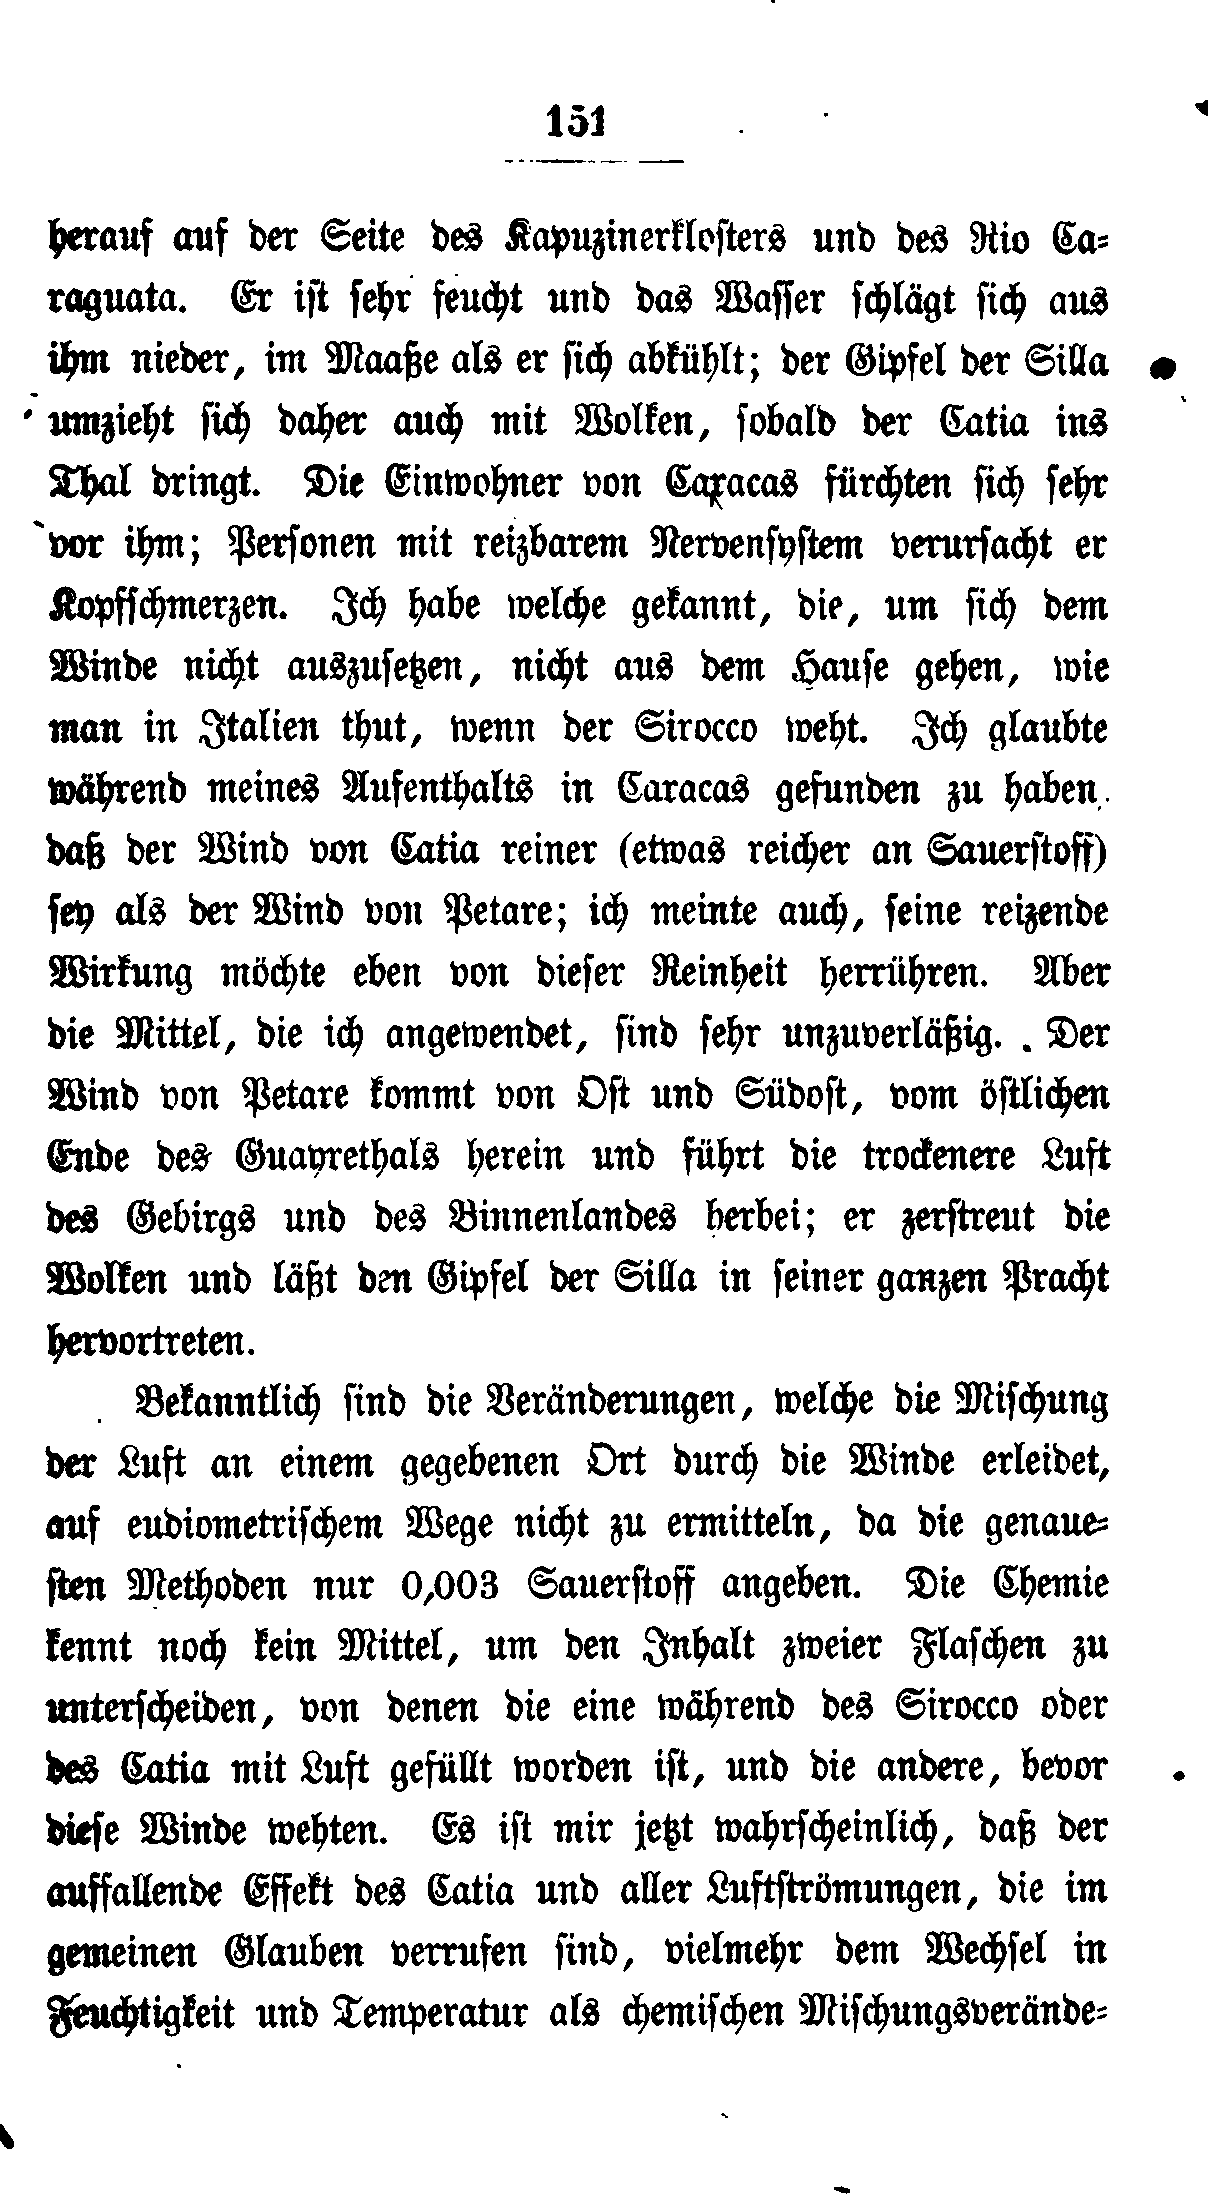 151
herauf auf der Seite des Kapuzinerkloſters und des Rio Ca-
raguata. Er iſt ſehr feucht und das Waſſer ſchlägt ſich aus
ihm nieder, im Maaße als er ſich abkühlt; der Gipfel der Silla
umzieht ſich daher auch mit Wolken, ſobald der Catia ins
Thal dringt. Die Einwohner von Caracas fürchten ſich ſehr
vor ihm; Perſonen mit reizbarem Nervenſyſtem verurſacht er
Kopfſchmerzen. Ich habe welche gekannt, die, um ſich dem
Winde nicht auszuſetzen, nicht aus dem Hauſe gehen, wie
man in Italien thut, wenn der Sirocco weht. Ich glaubte
während meines Aufenthalts in Caracas gefunden zu haben,
daß der Wind von Catia reiner (etwas reicher an Sauerſtoff)
ſey als der Wind von Petare; ich meinte auch, ſeine reizende
Wirkung möchte eben von dieſer Reinheit herrühren. Aber
die Mittel, die ich angewendet, ſind ſehr unzuverläßig. Der
Wind von Petare kommt von Oſt und Südoſt, vom öſtlichen
Ende des Guayrethals herein und führt die trockenere Luft
des Gebirgs und des Binnenlandes herbei; er zerſtreut die
Wolken und läßt den Gipfel der Silla in ſeiner ganzen Pracht
hervortreten.
Bekanntlich ſind die Veränderungen, welche die Miſchung
der Luft an einem gegebenen Ort durch die Winde erleidet,
auf eudiometriſchem Wege nicht zu ermitteln, da die genaue-
ſten Methoden nur 0,003 Sauerſtoff angeben. Die Chemie
kennt noch kein Mittel, um den Inhalt zweier Flaſchen zu
unterſcheiden, von denen die eine während des Sirocco oder
des Catia mit Luft gefüllt worden iſt, und die andere, bevor
dieſe Winde wehten. Es iſt mir jetzt wahrſcheinlich, daß der
auffallende Effekt des Catia und aller Luftſtrömungen, die im
gemeinen Glauben verrufen ſind, vielmehr dem Wechſel in
Feuchtigkeit und Temperatur als chemiſchen Miſchungsverände-